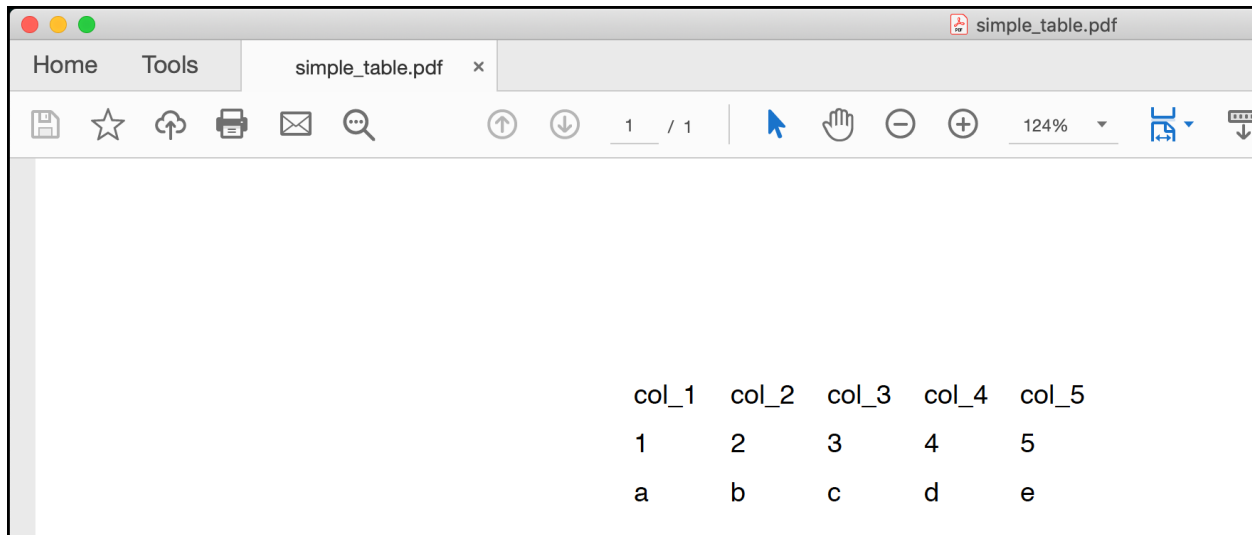 simple_table.pdf
Home Tools simple_table.pdf ×
1 / 1 124%
col_1 col_2 col_3 col_4 col_5
1 2 3 4 5
a b c d e